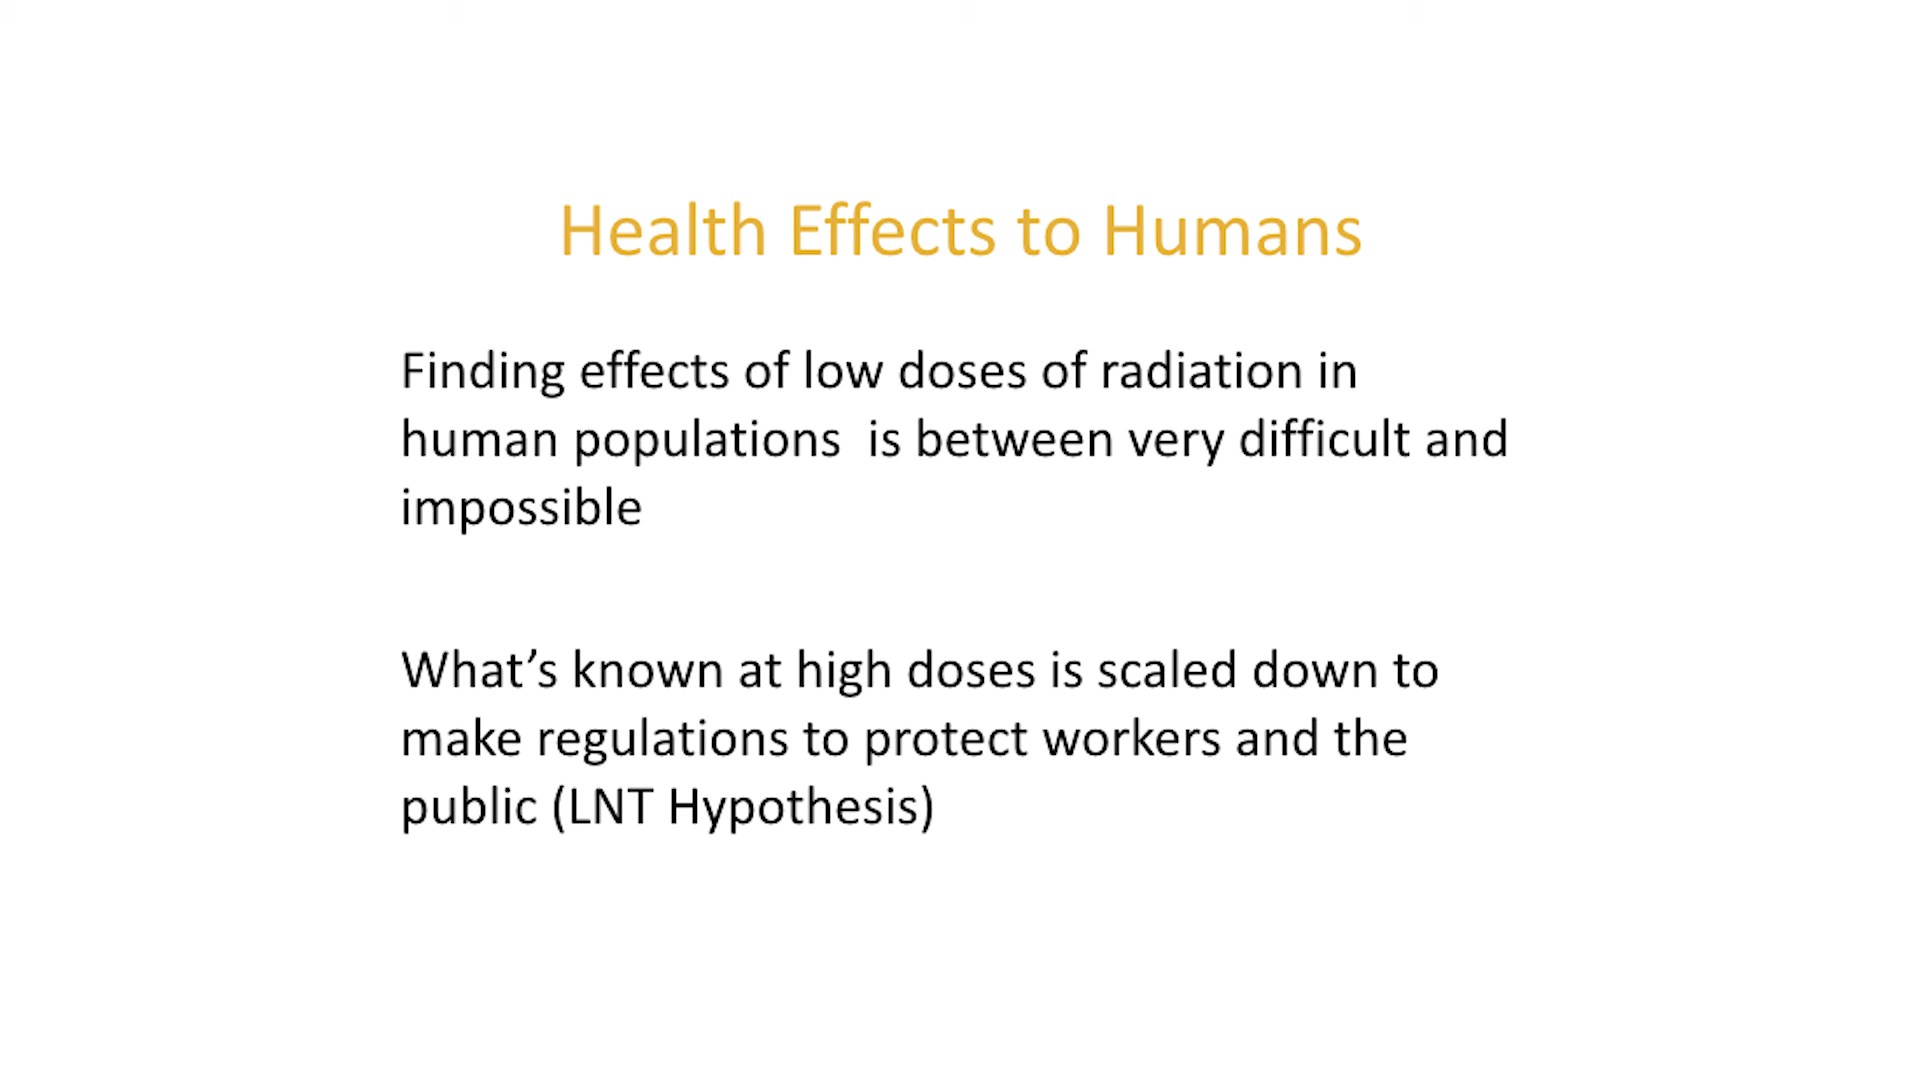 Health Effects to Humans
Finding effects of low doses of radiation in
human populations  is between very difficult and
impossible
What’s known at high doses is scaled down to
make regulations to protect workers and the
public (LNT Hypothesis)